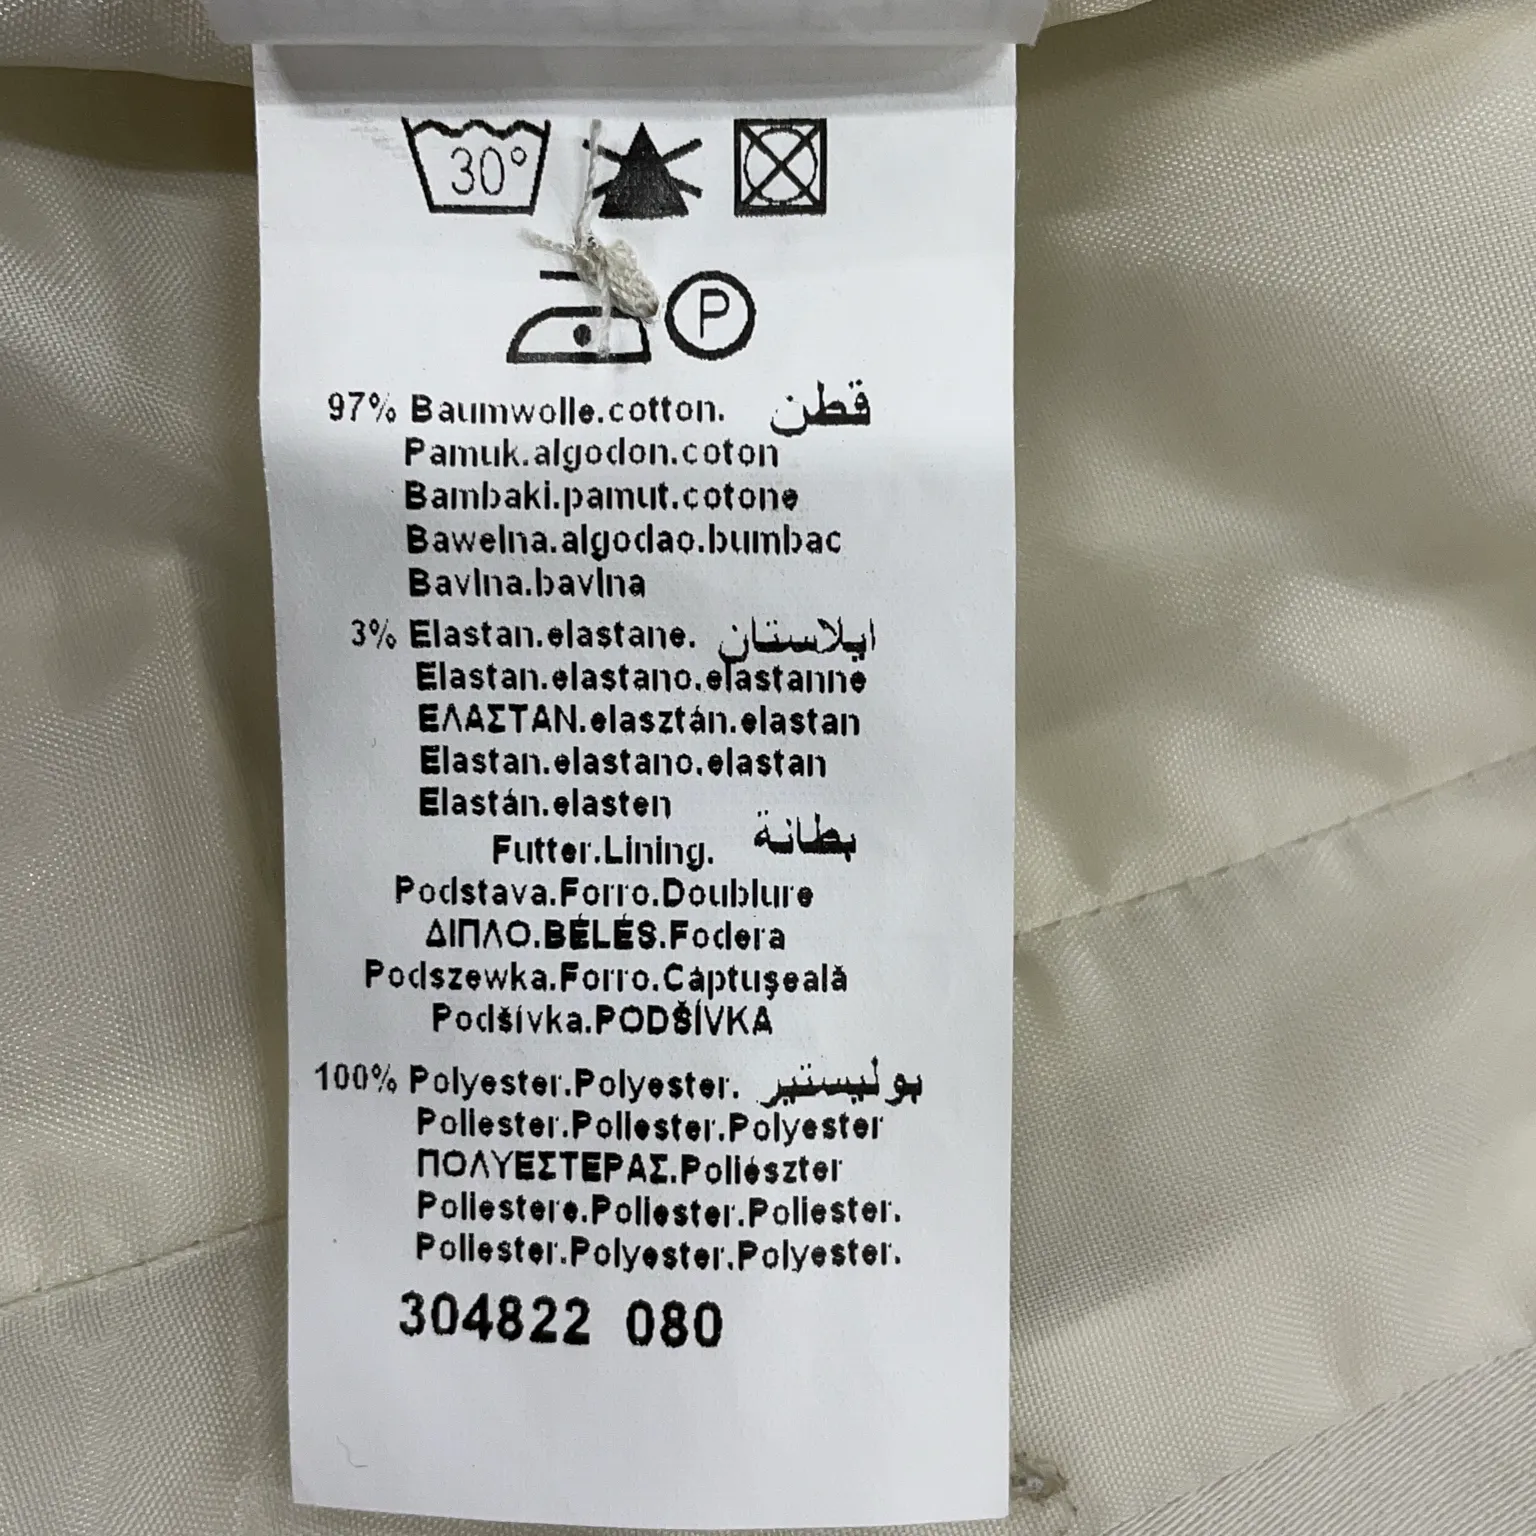 30°
P
97% Baumwolle.cotton. قطن
Pamuk.algodon.coton
Bambaki.pamut.cotone
Bawelna.algodao.bumbac
Bavlna.bavlna
3% Elastan.elastane. ايلاستان
Elastan.elastano.elastanne
ΕΛΑΣΤΑΝ.elasztán.elastan
Elastan.elastano.elastan
Elastán.elasten
Futter.Lining. بطانة
Podstava.Forro.Doublure
ΔΙΠΛΟ.BÉLÉS.Fodera
Podszewka.Forro.Cáptuşeală
Podšívka.PODŠÍVKA
100% Polyester.Polyester. بوليستير
Poliester.Poliester.Polyester
ΠΟΛΥΕΣΤΕΡΑΣ.Poliészter
Poliestere.Poliester.Poliester.
Poliester.Polyester.Polyester.
304822 080